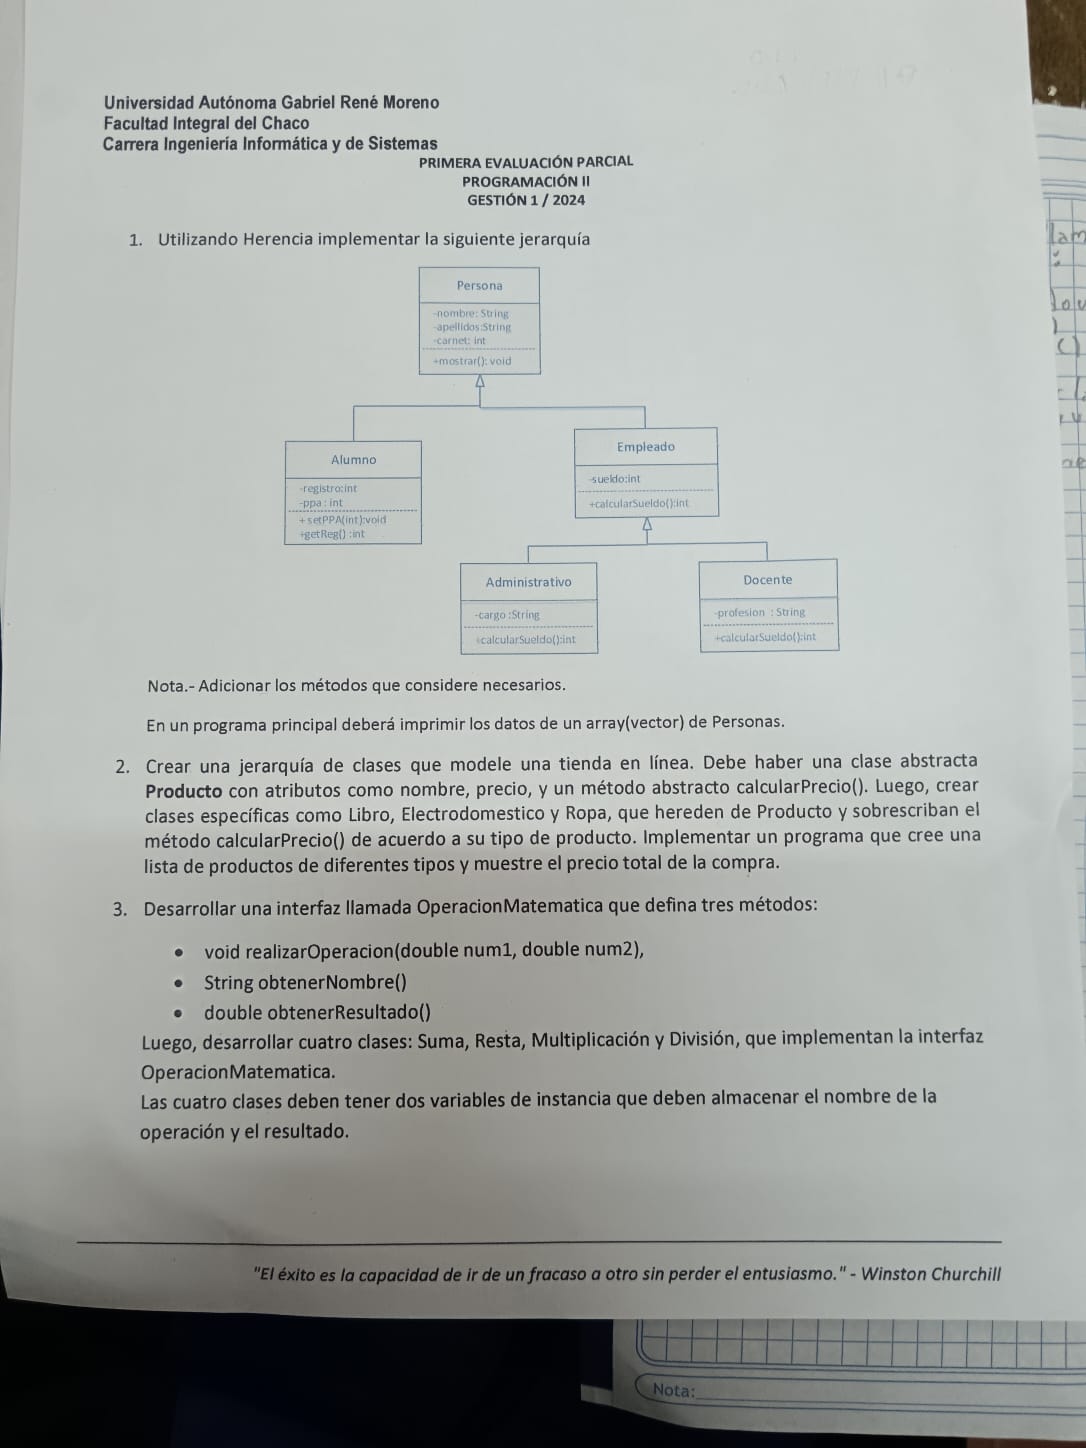 Universidad Autónoma Gabriel René Moreno
Facultad Integral del Chaco
Carrera Ingeniería Informática y de Sistemas
PRIMERA EVALUACIÓN PARCIAL
PROGRAMACIÓN II
GESTIÓN 1 / 2024
1. Utilizando Herencia implementar la siguiente jerarquía
Persona
-nombre: String
-apellidos:String
-carnet: int
+mostrar(): void
Alumno
-registro:int
-ppa : int
+ setPPA(int):void
+getReg() :int
Empleado
-sueldo:int
+calcularSueldo():int
Administrativo
-cargo :String
+calcularSueldo():int
Docente
-profesion : String
+calcularSueldo():int
Nota.- Adicionar los métodos que considere necesarios.
En un programa principal deberá imprimir los datos de un array(vector) de Personas.
2. Crear una jerarquía de clases que modele una tienda en línea. Debe haber una clase abstracta
Producto con atributos como nombre, precio, y un método abstracto calcularPrecio(). Luego, crear
clases específicas como Libro, Electrodomestico y Ropa, que hereden de Producto y sobrescriban el
método calcularPrecio() de acuerdo a su tipo de producto. Implementar un programa que cree una
lista de productos de diferentes tipos y muestre el precio total de la compra.
3. Desarrollar una interfaz llamada OperacionMatematica que defina tres métodos:
• void realizarOperacion(double num1, double num2),
• String obtenerNombre()
• double obtenerResultado()
Luego, desarrollar cuatro clases: Suma, Resta, Multiplicación y División, que implementan la interfaz
OperacionMatematica.
Las cuatro clases deben tener dos variables de instancia que deben almacenar el nombre de la
operación y el resultado.
"El éxito es la capacidad de ir de un fracaso a otro sin perder el entusiasmo." - Winston Churchill
Nota: